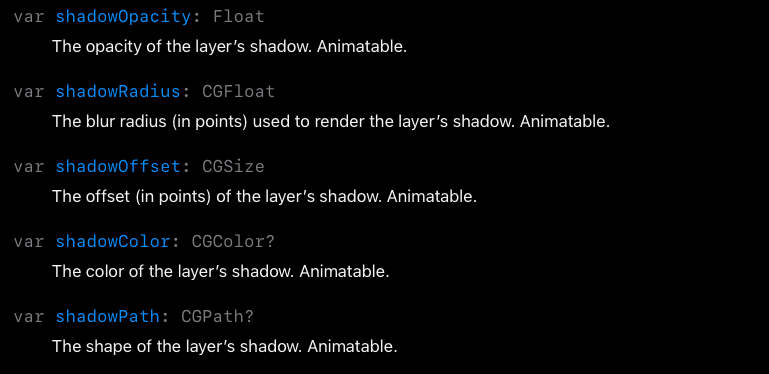 var shadowOpacity: Float
The opacity of the layer’s shadow. Animatable.
var shadowRadius: CGFloat
The blur radius (in points) used to render the layer’s shadow. Animatable.
var shadowOffset: CGSize
The offset (in points) of the layer’s shadow. Animatable.
var shadowColor: CGColor?
The color of the layer’s shadow. Animatable.
var shadowPath: CGPath?
The shape of the layer’s shadow. Animatable.